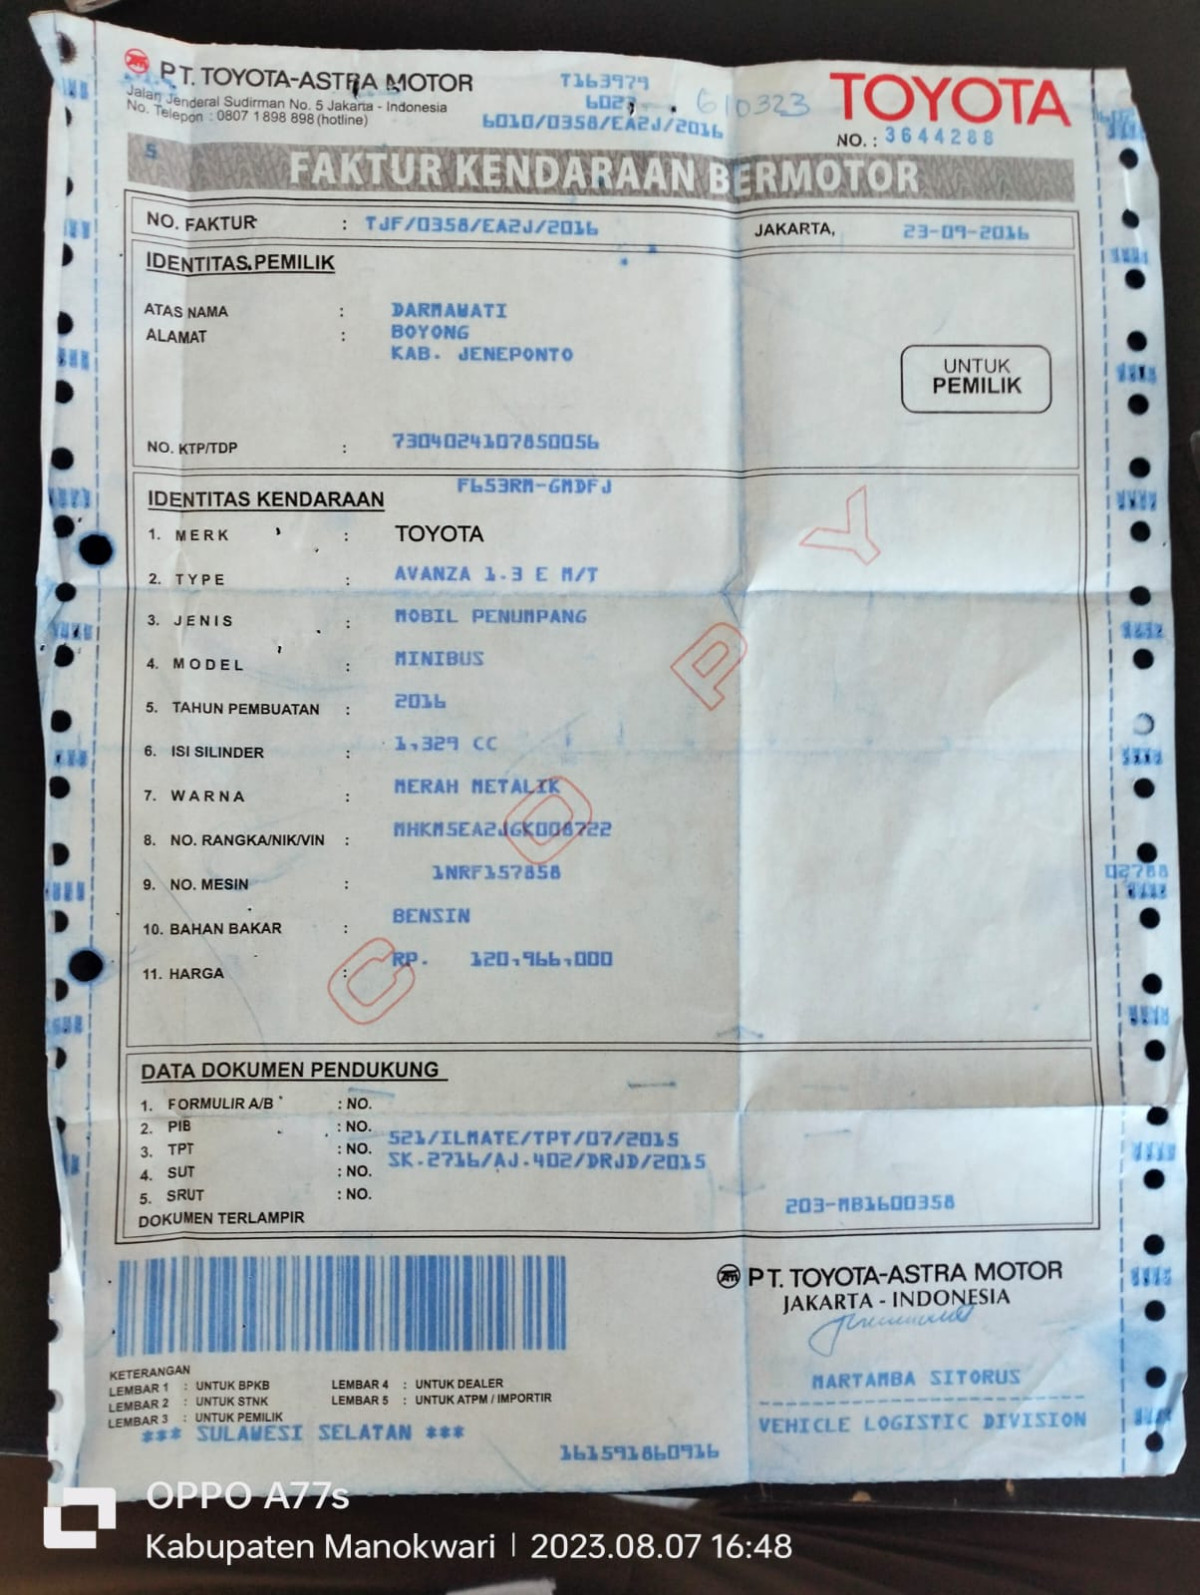 PT. TOYOTA-ASTRA MOTOR
Jalan Jenderal Sudirman No. 5 Jakarta - Indonesia
No. Telepon : 0807 1 898 898 (hotline)
T163979
6010/0358/EA2J/2016
610323
TOYOTA
NO. : 3644288
5
FAKTUR KENDARAAN BERMOTOR
NO. FAKTUR : TJF/0358/EA2J/2016 JAKARTA, 23-09-2016
IDENTITAS PEMILIK
ATAS NAMA : DARMAWATI
ALAMAT : BOYONG
KAB. JENEPONTO
UNTUK
PEMILIK
NO. KTP/TDP : 7304024107850056
F653RM-GMDFJ
IDENTITAS KENDARAAN
1. MERK : TOYOTA
2. TYPE : AVANZA 1.3 E M/T
3. JENIS : MOBIL PENUMPANG
4. MODEL : MINIBUS
5. TAHUN PEMBUATAN : 2016
6. ISI SILINDER : 1,329 CC
7. WARNA : MERAH METALIK
8. NO. RANGKA/NIK/VIN : MHKM5EA2JGK008722
9. NO. MESIN : 1NRF157858
10. BAHAN BAKAR : BENSIN
11. HARGA : RP. 120,966,000
COPY
DATA DOKUMEN PENDUKUNG
1. FORMULIR A/B : NO.
2. PIB : NO.
3. TPT : NO. 521/ILMATE/TPT/07/2015
4. SUT : NO. SK.2716/AJ.402/DRJD/2015
5. SRUT : NO.
DOKUMEN TERLAMPIR
203-MB1600358
PT. TOYOTA-ASTRA MOTOR
JAKARTA - INDONESIA
MARTAMBA SITORUS
VEHICLE LOGISTIC DIVISION
KETERANGAN
LEMBAR 1 : UNTUK BPKB
LEMBAR 2 : UNTUK STNK
LEMBAR 3 : UNTUK PEMILIK
LEMBAR 4 : UNTUK DEALER
LEMBAR 5 : UNTUK ATPM / IMPORTIR
*** SULAWESI SELATAN ***
161591860916
OPPO A77s
Kabupaten Manokwari | 2023.08.07 16:48